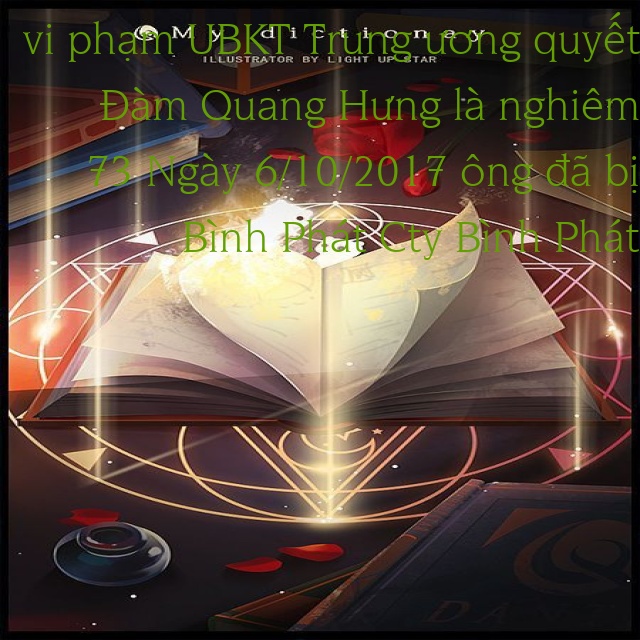 My dictionay
vi phạm UBKT Trung ương quyết
ILLUSTRATOR BY LIGHT UP STAR
Đàm Quang Hưng là nghiêm
73 Ngày 6/10/2017 ông đã bị
Bình Phát Cty Bình Phát